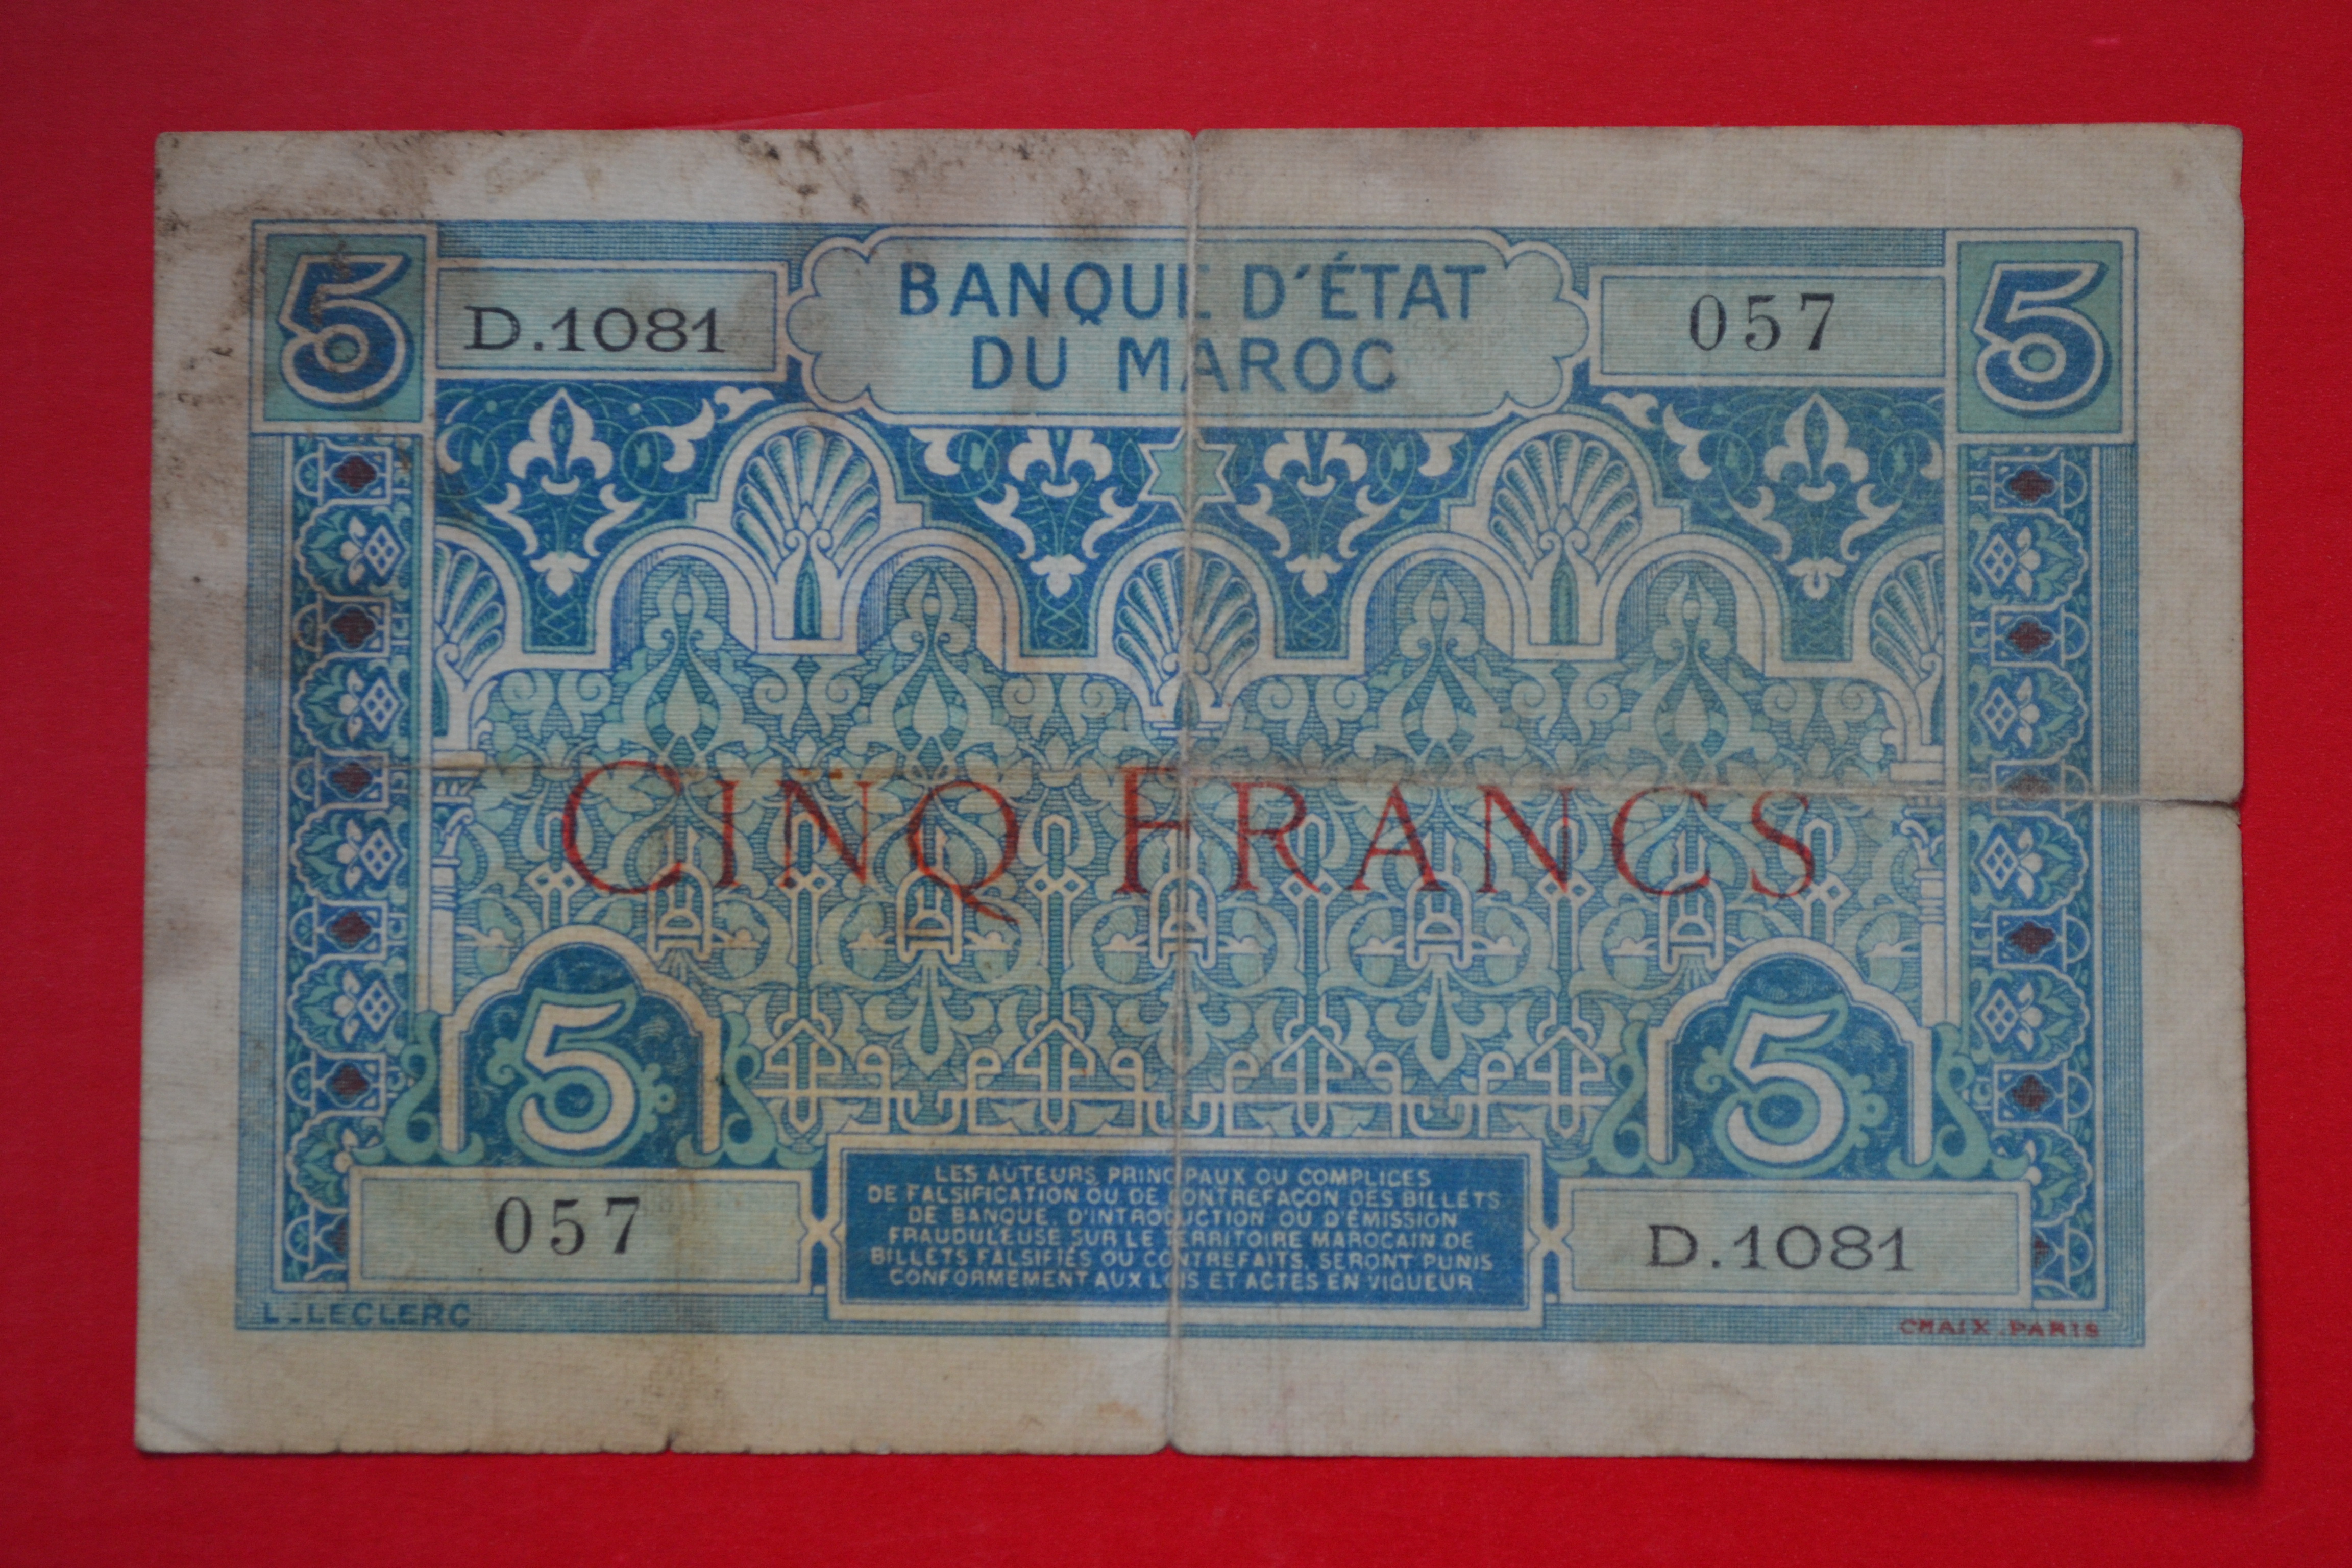 5 5
D.1081
BANQUE D'ÉTAT
DU MAROC
057
CINQ FRANCS
5 5
057
LES AUTEURS PRINCIPAUX OU COMPLICES
DE FALSIFICATION OU DE CONTREFAÇON DES BILLETS
DE BANQUE, D'INTRODUCTION OU D'ÉMISSION
FRAUDULEUSE SUR LE TERRITOIRE MAROCAIN DE
BILLETS FALSIFIÉS OU CONTREFAITS, SERONT PUNIS
CONFORMÉMENT AUX LOIS ET ACTES EN VIGUEUR
D.1081
L-LECLERC
CHAIX.PARIS